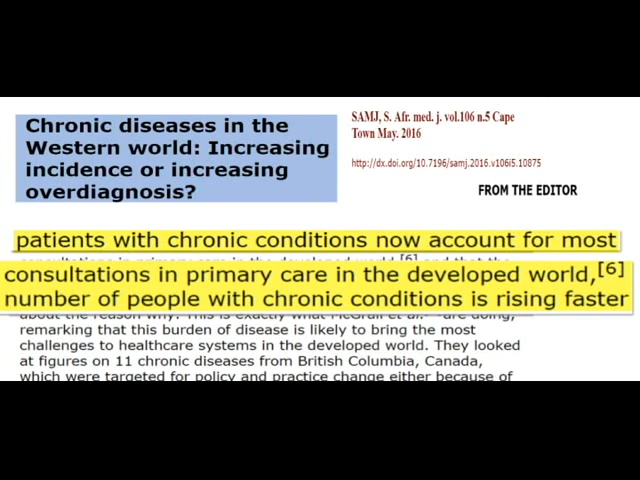 Chronic diseases in the
Western world: Increasing
incidence or increasing
overdiagnosis?
SAMJ, S. Afr. med. j. vol.106 n.5 Cape
Town May. 2016
http://dx.doi.org/10.7196/samj.2016.v106i5.10875
FROM THE EDITOR
patients with chronic conditions now account for most
consultations in primary care in the developed world,[6]
number of people with chronic conditions is rising faster
about the reason why? This is exactly what McGrail et al. are doing,
remarking that this burden of disease is likely to bring the most
challenges to healthcare systems in the developed world. They looked
at figures on 11 chronic diseases from British Columbia, Canada,
which were targeted for policy and practice change either because of